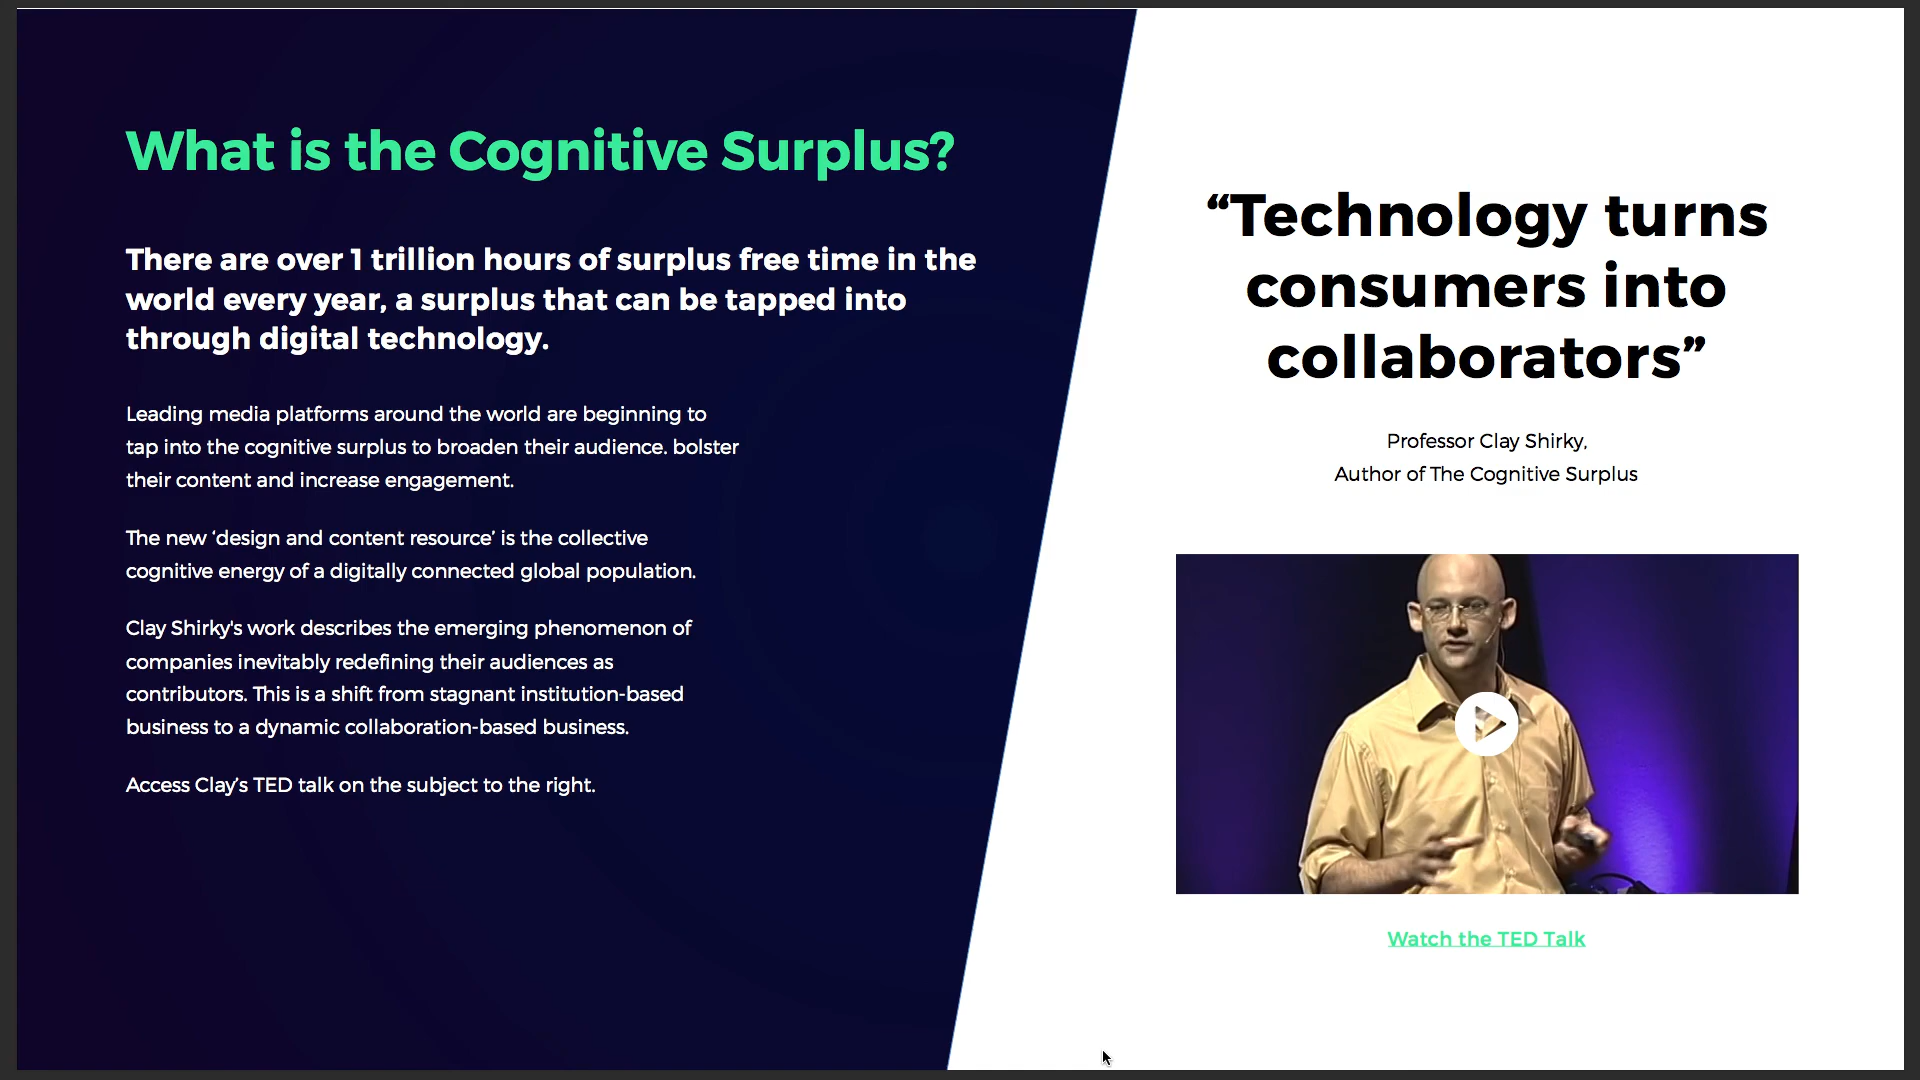 What is the Cognitive Surplus?
There are over 1 trillion hours of surplus free time in the
world every year, a surplus that can be tapped into
through digital technology.
Leading media platforms around the world are beginning to
tap into the cognitive surplus to broaden their audience. bolster
their content and increase engagement.
The new ‘design and content resource’ is the collective
cognitive energy of a digitally connected global population.
Clay Shirky's work describes the emerging phenomenon of
companies inevitably redefining their audiences as
contributors. This is a shift from stagnant institution-based
business to a dynamic collaboration-based business.
Access Clay’s TED talk on the subject to the right.
“Technology turns
consumers into
collaborators”
Professor Clay Shirky,
Author of The Cognitive Surplus
Watch the TED Talk